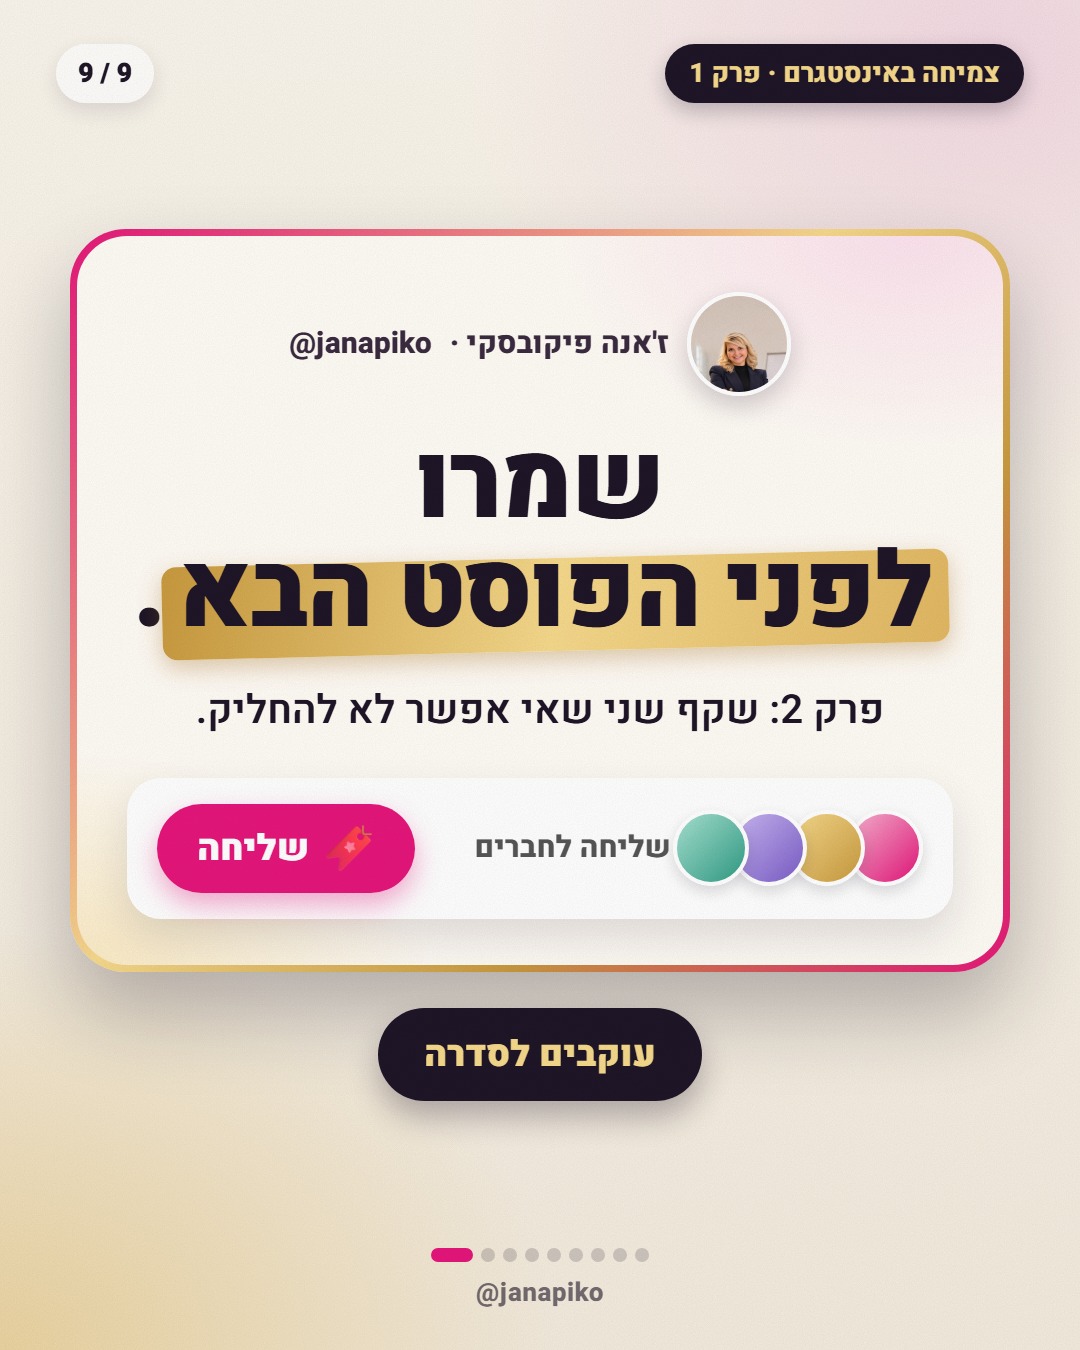 צמיחה באינסטגרם · פרק 1
9 / 9
ז'אנה פיקובסקי · @janapiko
שמרו
לפני הפוסט הבא.
פרק 2: שקף שני שאי אפשר לא להחליק.
שליחה לחברים
שליחה
עוקבים לסדרה
@janapiko